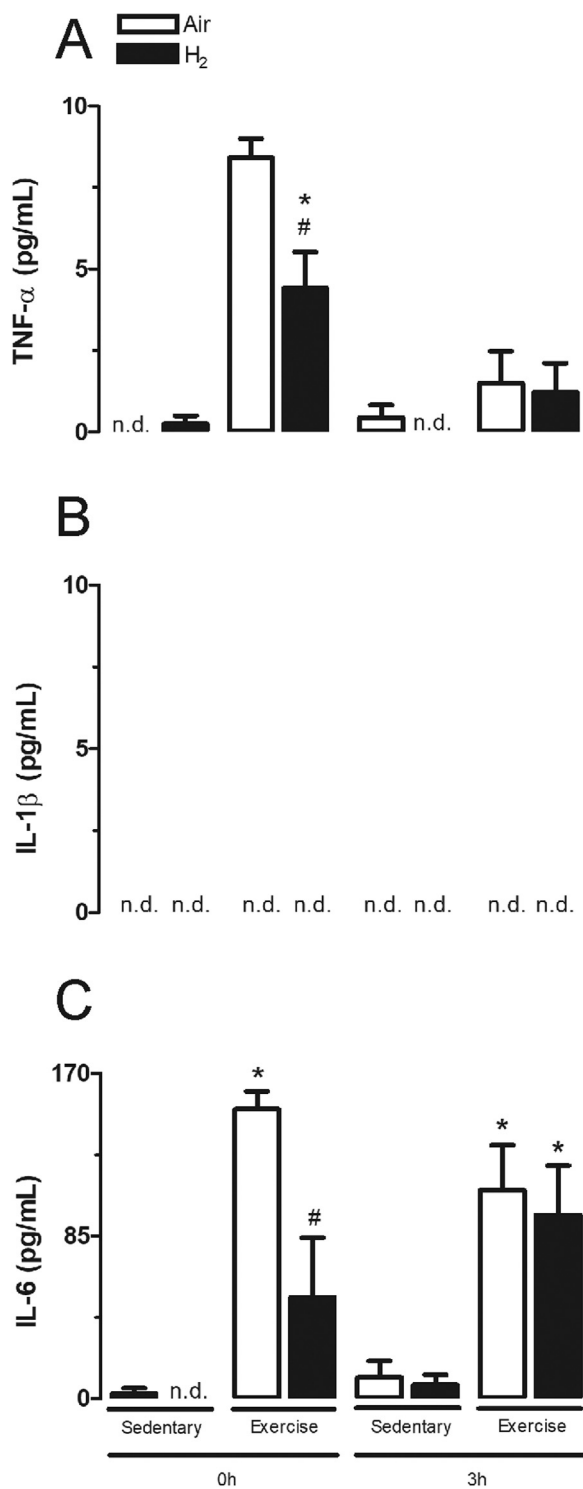 A
Air
H₂
TNF-α (pg/mL)
10
5
0
n.d.
*
#
n.d.
B
IL-1β (pg/mL)
10
5
0
n.d. n.d. n.d. n.d. n.d. n.d. n.d. n.d.
C
IL-6 (pg/mL)
170
85
0
n.d.
*
#
*
*
Sedentary Exercise Sedentary Exercise
0h 3h